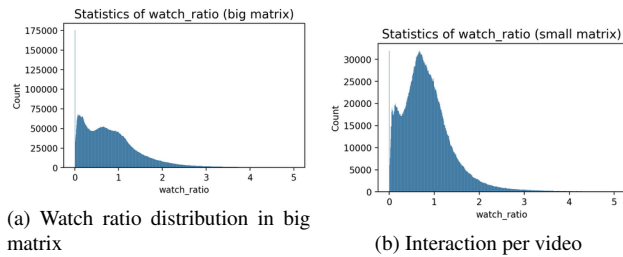 Statistics of watch_ratio (big matrix)
175000
150000
125000
100000
75000
50000
25000
0
Count
0 1 2 3 4 5
watch_ratio
(a) Watch ratio distribution in big
matrix
Statistics of watch_ratio (small matrix)
30000
25000
20000
15000
10000
5000
0
Count
0 1 2 3 4 5
watch_ratio
(b) Interaction per video